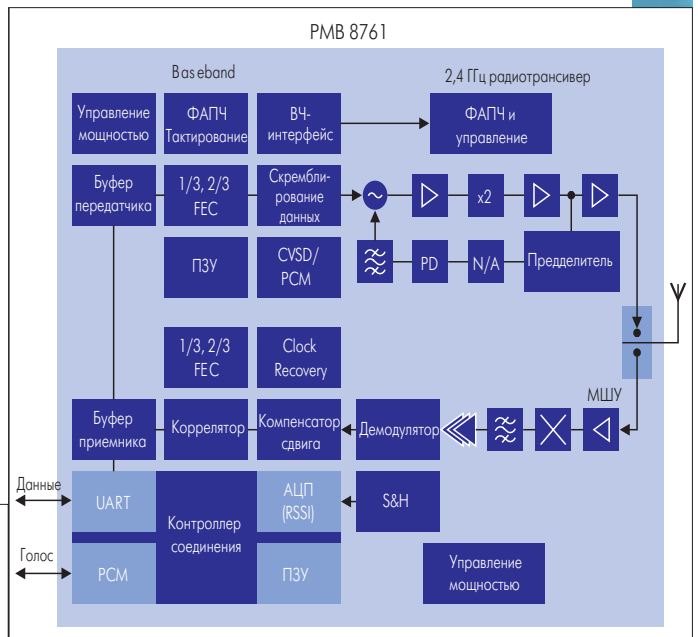 PMB 8761
Baseband
2,4 ГГц радиотрансивер
Управление
мощностью
ФАПЧ
Тактирование
ВЧ-
интерфейс
ФАПЧ и
управление
Буфер
передатчика
1/3, 2/3
FEC
Скрембли-
рование
данных
~
x2
ПЗУ
CVSD/
PCM
PD
N/A
Предделитель
1/3, 2/3
FEC
Clock
Recovery
МШУ
Буфер
приемника
Коррелятор
Компенсатор
сдвига
Демодулятор
Данные
UART
Контроллер
соединения
АЦП
(RSSI)
S&H
Голос
PCM
ПЗУ
Управление
мощностью